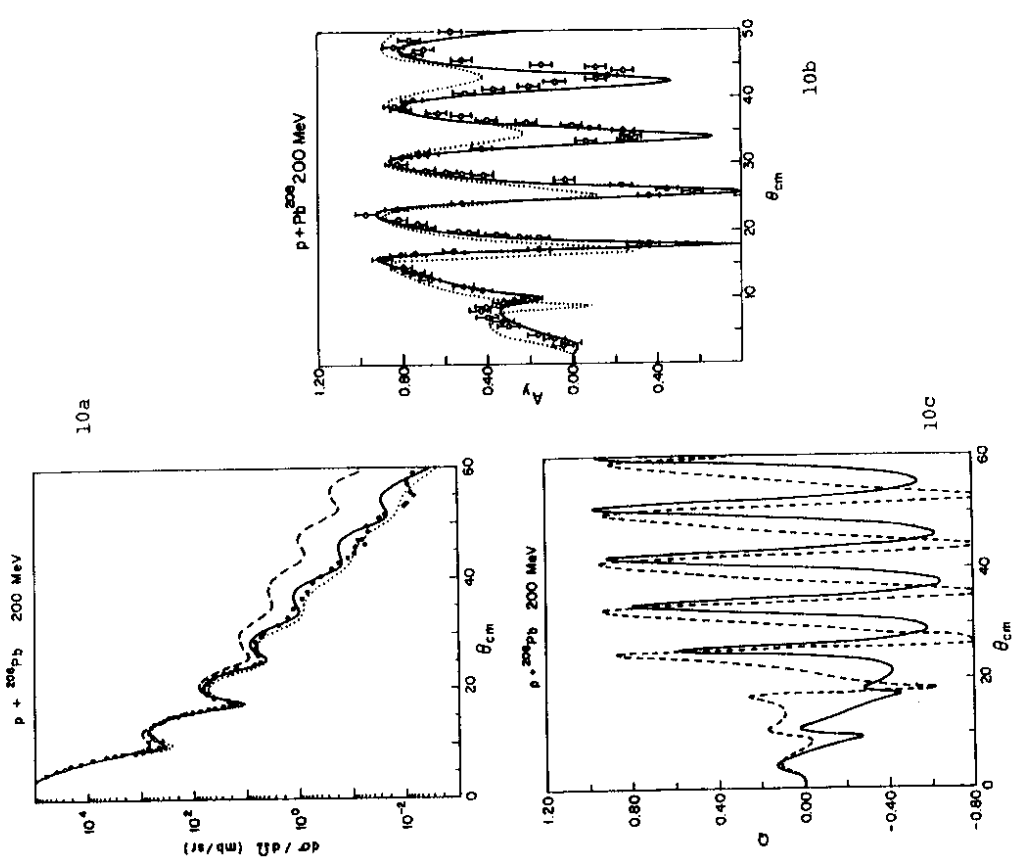 10a
p + ²⁰⁸Pb 200 MeV
10⁴
10²
10⁰
10⁻²
dσ/dΩ (mb/sr)
0 20 40 60
θcm
p+Pb²⁰⁸ 200 MeV
1.20
0.80
0.40
0.00
0.40
Ay
10 20 30 40 50
θcm
10b
10c
p + ²⁰⁸Pb 200 MeV
1.20
0.80
0.40
0.00
-0.40
-0.80
Q
0 20 40 60
θcm